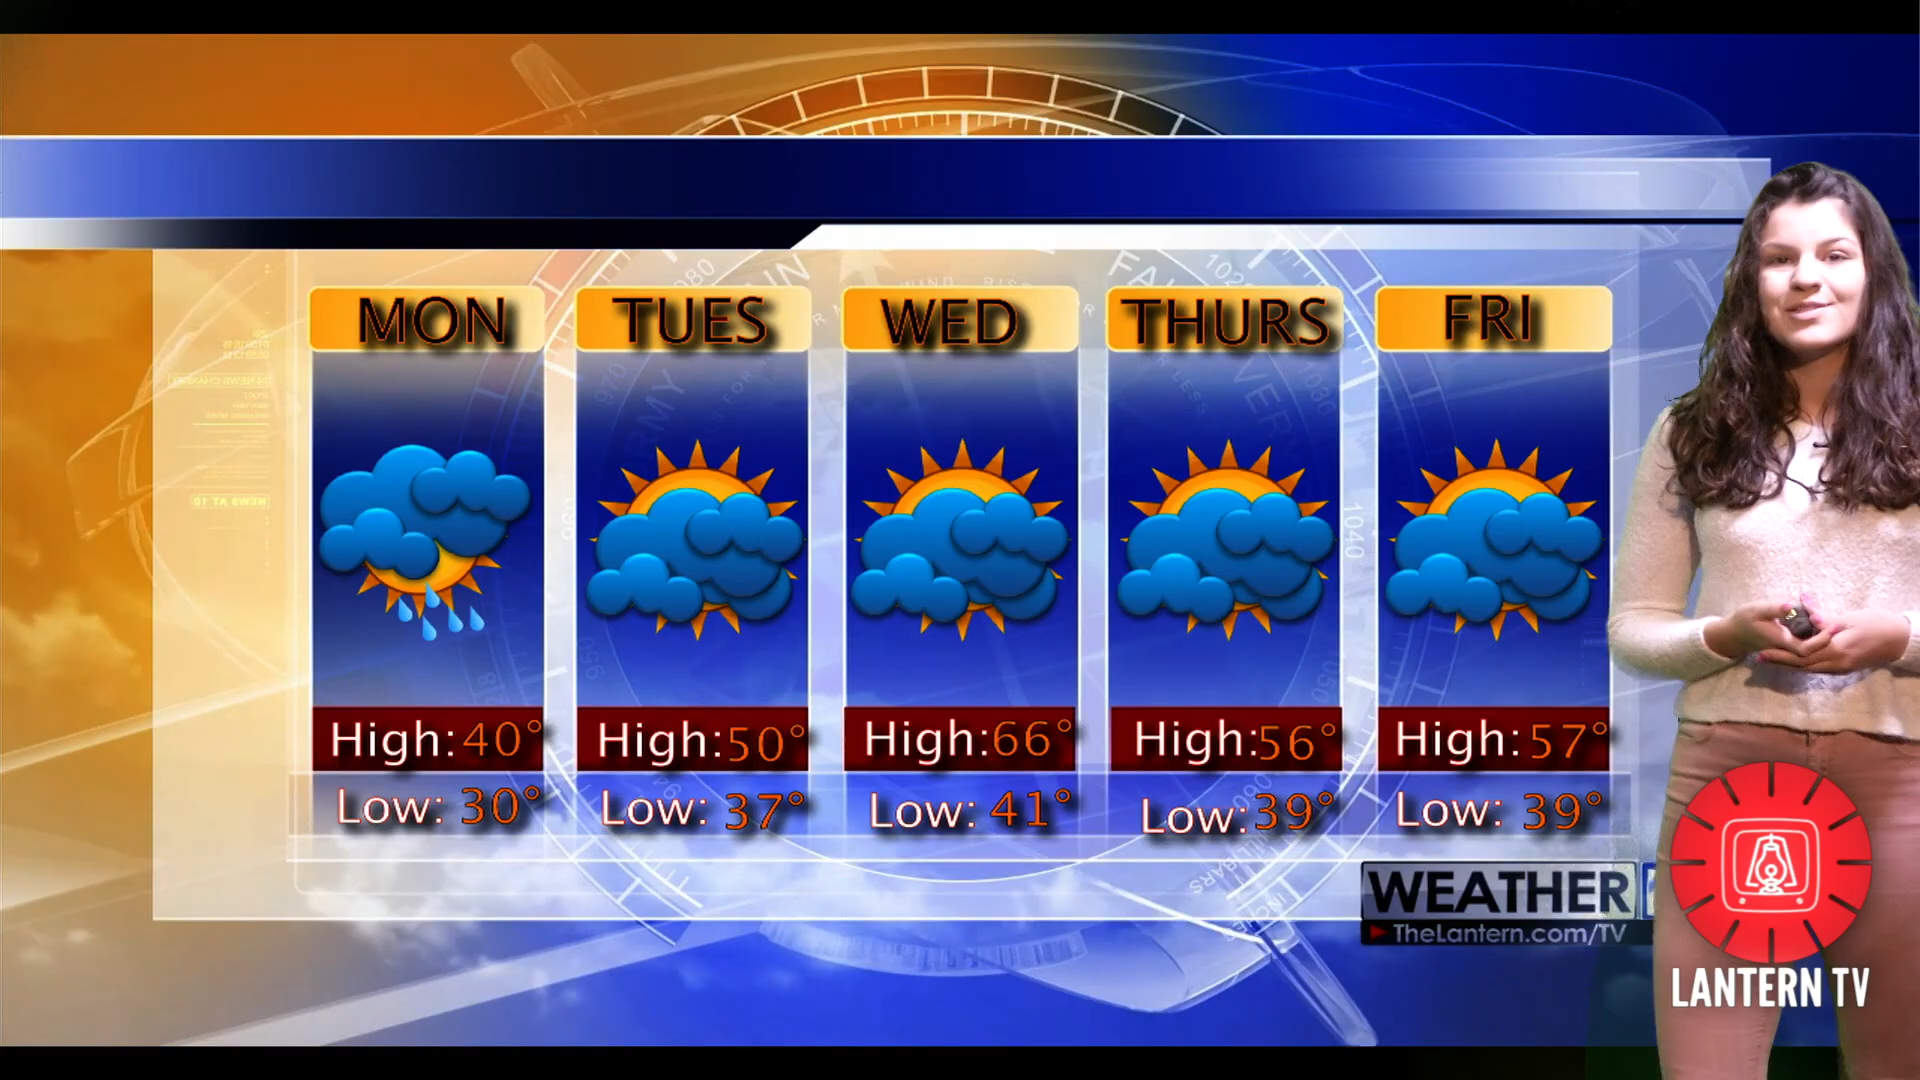 MON
TUES
WED
THURS
FRI
High: 40°
High: 50°
High: 66°
High: 56°
High: 57°
Low: 30°
Low: 37°
Low: 41°
Low: 39°
Low: 39°
WEATHER
TheLantern.com/TV
LANTERN TV